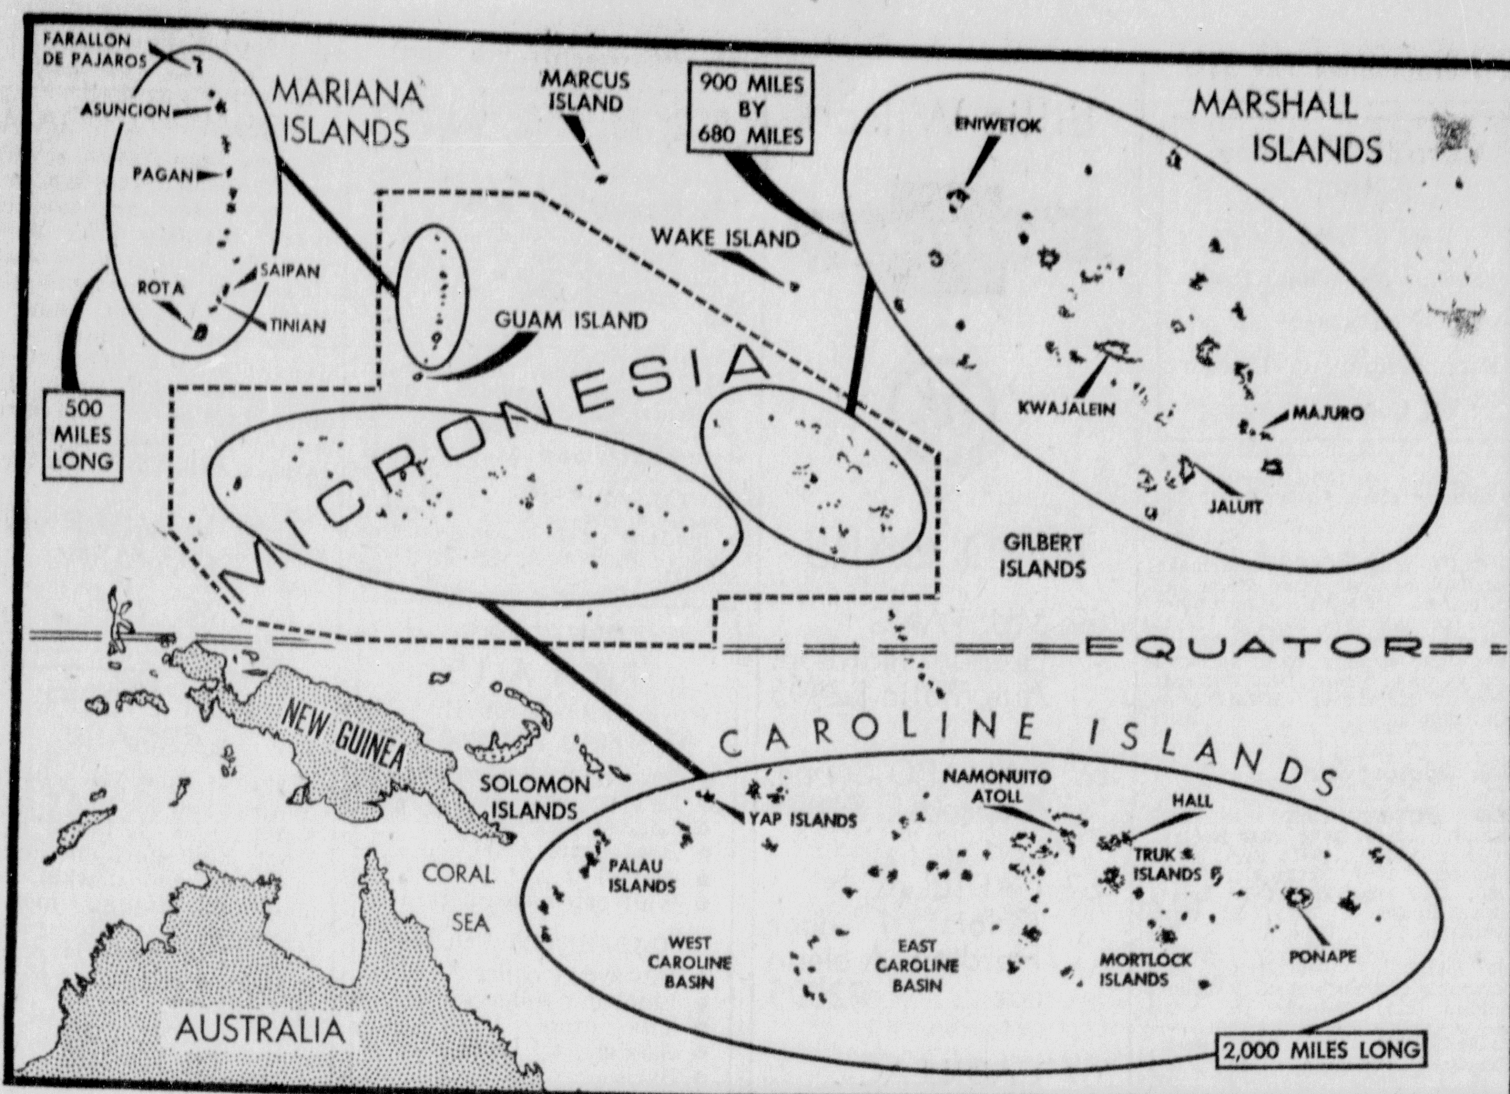 FARALLON
DE PAJAROS
ASUNCION
PAGAN
ROTA
SAIPAN
TINIAN
MARIANA
ISLANDS
500
MILES
LONG
MARCUS
ISLAND
900 MILES
BY
680 MILES
WAKE ISLAND
GUAM ISLAND
MICRONESIA
MARSHALL
ISLANDS
ENIWETOK
KWAJALEIN
MAJURO
JALUIT
GILBERT
ISLANDS
EQUATOR
NEW GUINEA
SOLOMON
ISLANDS
CORAL
SEA
AUSTRALIA
CAROLINE ISLANDS
YAP ISLANDS
PALAU
ISLANDS
NAMONUITO
ATOLL
HALL
TRUK
ISLANDS
WEST
CAROLINE
BASIN
EAST
CAROLINE
BASIN
MORTLOCK
ISLANDS
PONAPE
2,000 MILES LONG